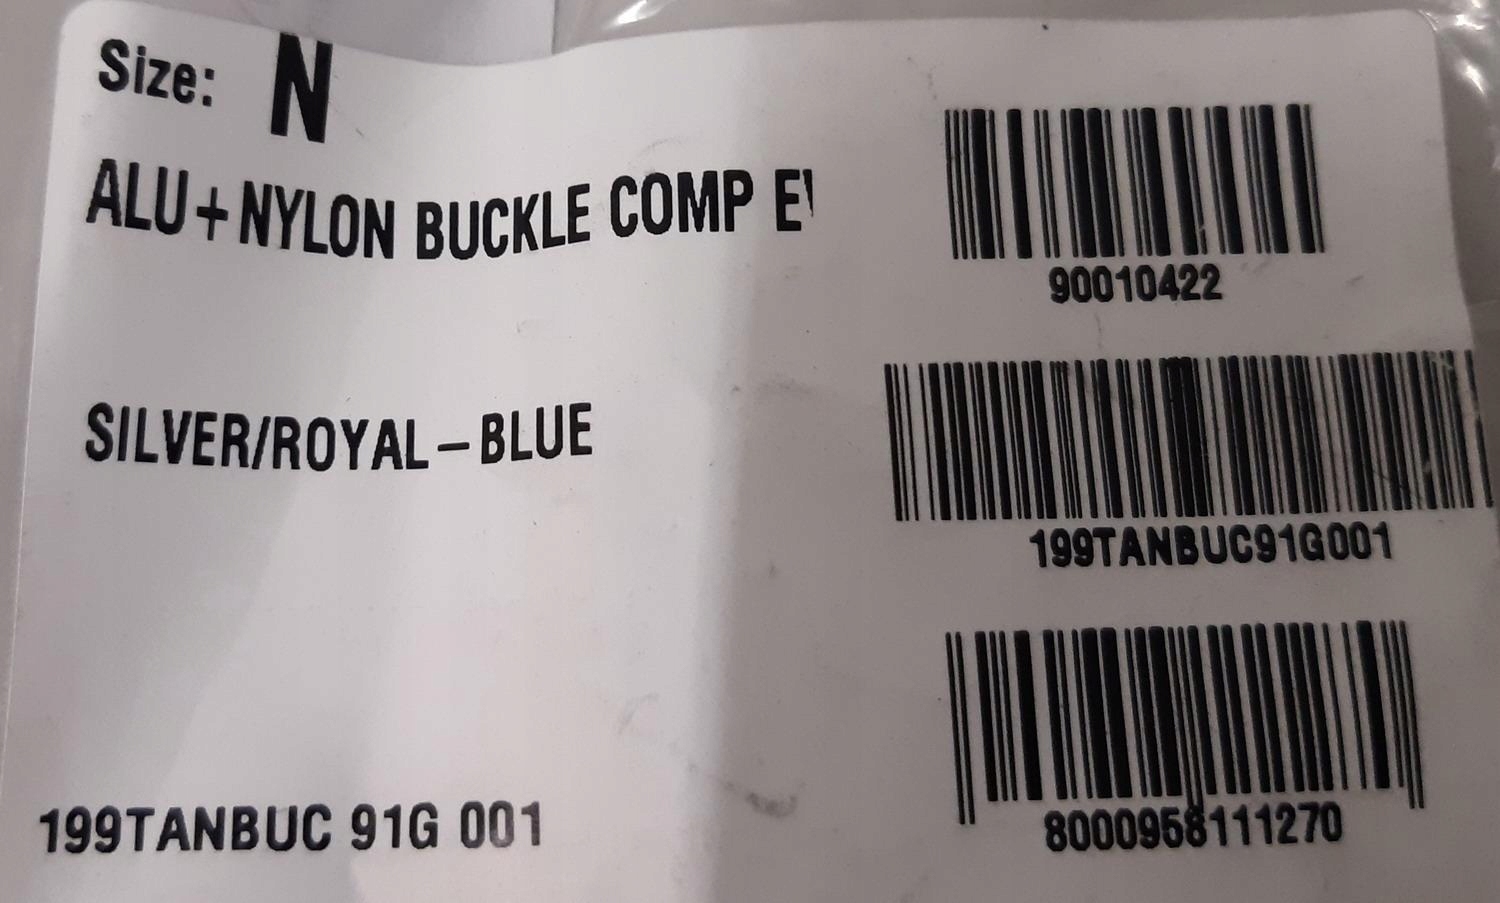 Size: N
ALU+NYLON BUCKLE COMP
SILVER/ROYAL-BLUE
199TANBUC 91G 001
90010422
199TANBUC91G001
8000958111270